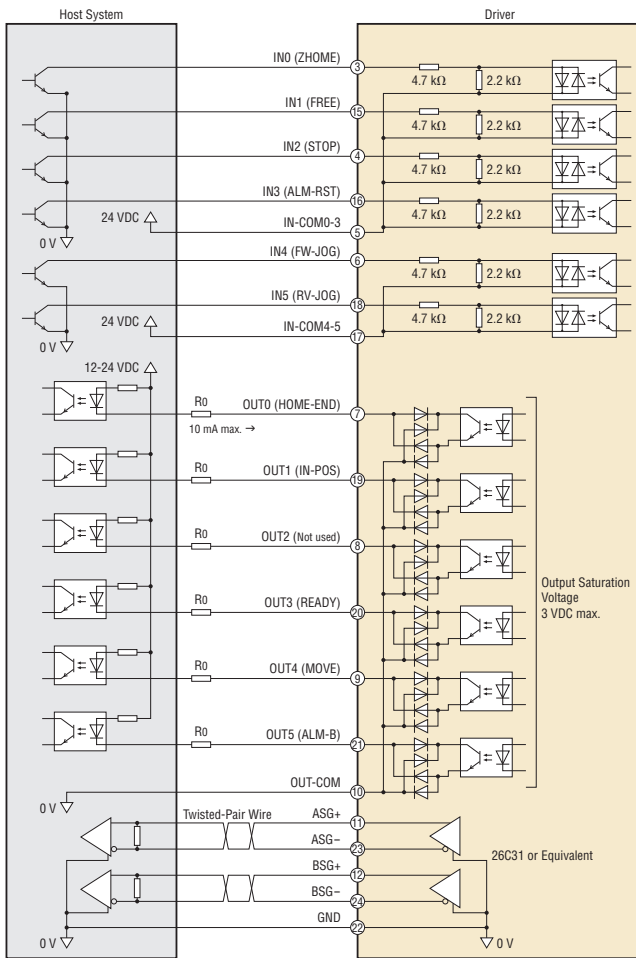 Host System
Driver
IN0 (ZHOME)
3
4.7 kΩ
2.2 kΩ
IN1 (FREE)
15
4.7 kΩ
2.2 kΩ
IN2 (STOP)
4
4.7 kΩ
2.2 kΩ
IN3 (ALM-RST)
16
4.7 kΩ
2.2 kΩ
24 VDC
IN-COM0-3
5
0 V
IN4 (FW-JOG)
6
4.7 kΩ
2.2 kΩ
IN5 (RV-JOG)
18
4.7 kΩ
2.2 kΩ
24 VDC
IN-COM4-5
17
0 V
12-24 VDC
R0
OUT0 (HOME-END)
7
10 mA max. →
R0
OUT1 (IN-POS)
19
R0
OUT2 (Not used)
8
Output Saturation
Voltage
3 VDC max.
R0
OUT3 (READY)
20
R0
OUT4 (MOVE)
9
R0
OUT5 (ALM-B)
21
OUT-COM
10
0 V
Twisted-Pair Wire
ASG+
11
ASG−
23
26C31 or Equivalent
BSG+
12
BSG−
24
GND
22
0 V
0 V